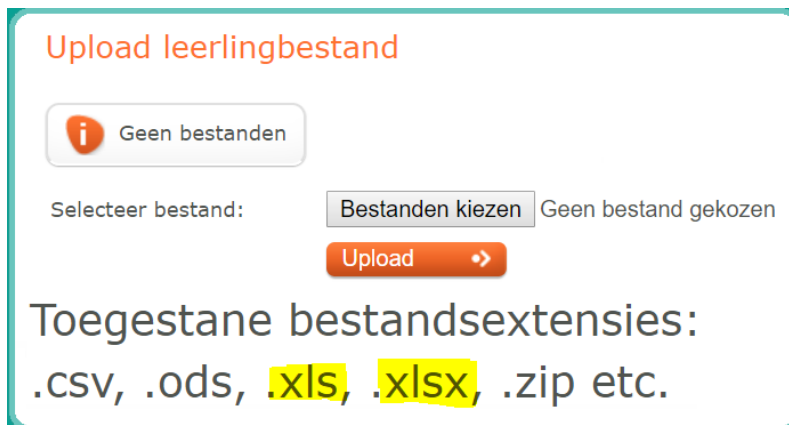 Upload leerlingbestand
i Geen bestanden
Selecteer bestand: Bestanden kiezen Geen bestand gekozen
Upload
Toegestane bestandsextensies:
.csv, .ods, .xls, .xlsx, .zip etc.